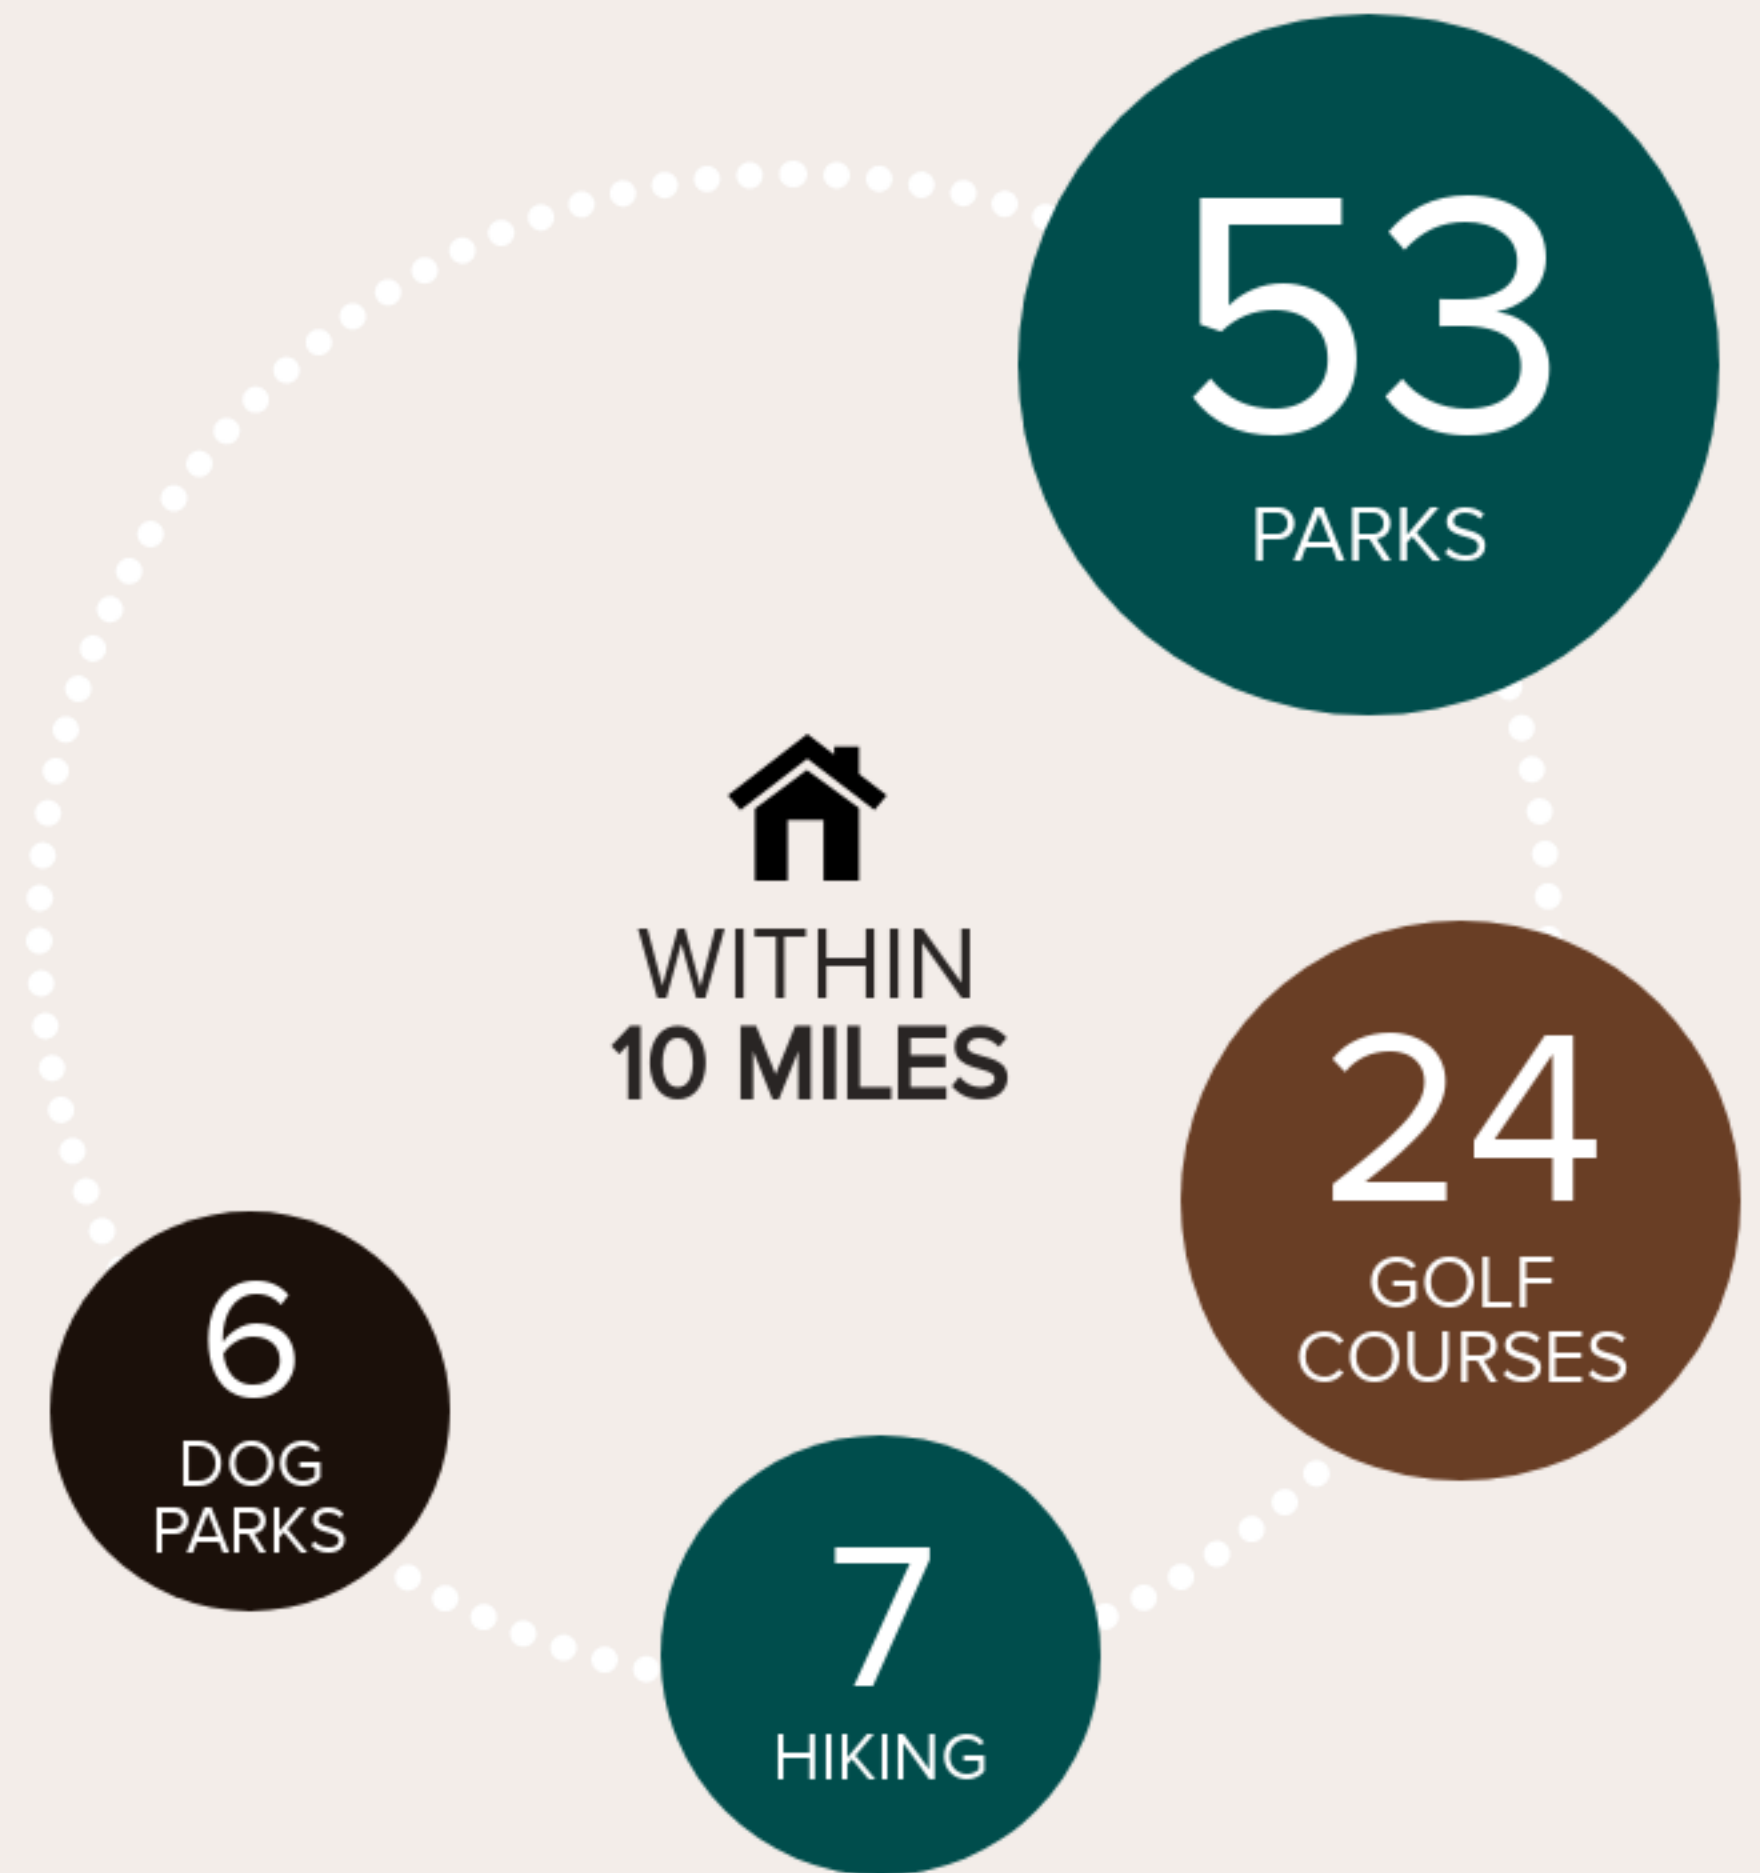 53
PARKS
WITHIN
10 MILES
24
GOLF
COURSES
6
DOG
PARKS
7
HIKING